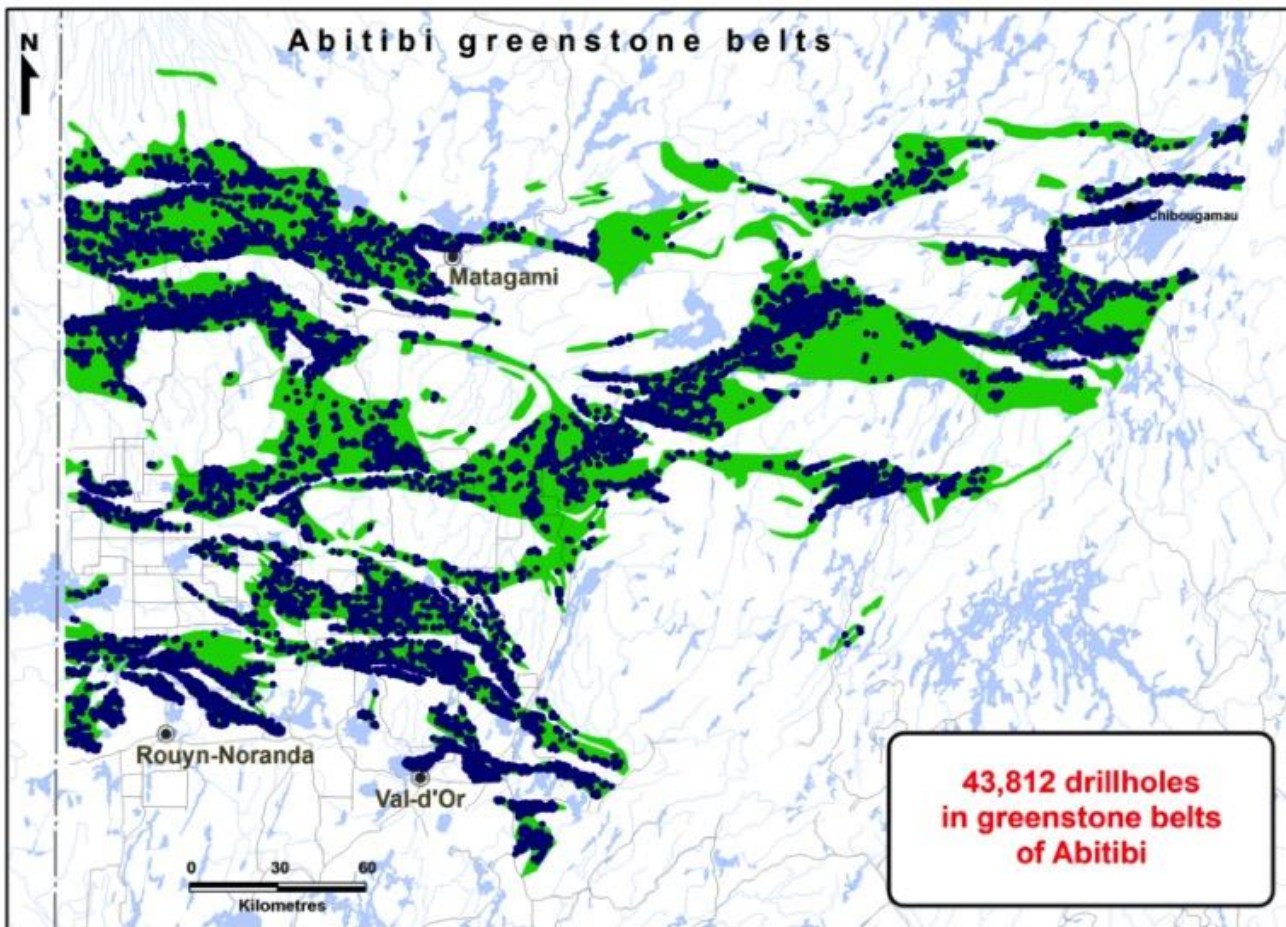 Abitibi greenstone belts
N
Chibougamau
Matagami
Rouyn-Noranda
Val-d'Or
0 30 60
Kilometres
43,812 drillholes
in greenstone belts
of Abitibi